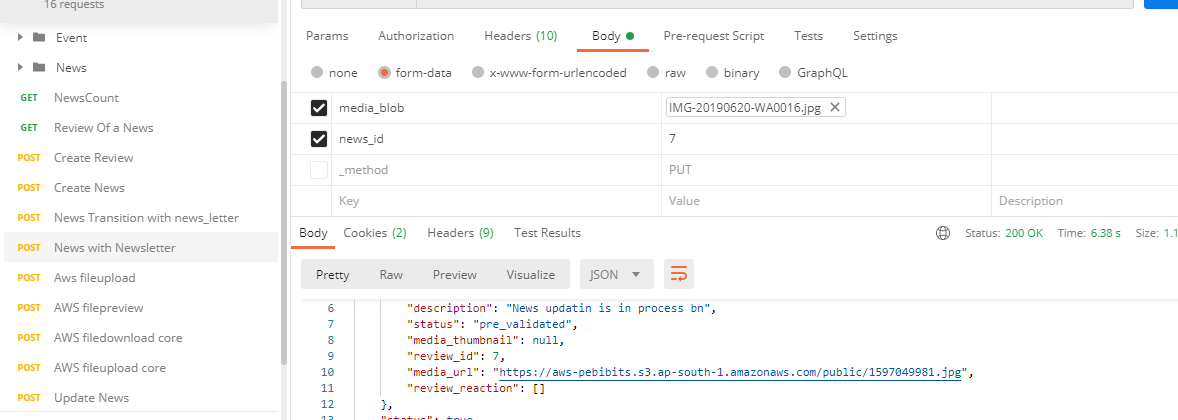 16 requests
Event
News
GET NewsCount
GET Review Of a News
POST Create Review
POST Create News
POST News Transition with news_letter
POST News with Newsletter
POST Aws fileupload
POST AWS filepreview
POST AWS filedownload core
POST AWS fileupload core
POST Update News
Params Authorization Headers (10) Body Pre-request Script Tests Settings
none form-data x-www-form-urlencoded raw binary GraphQL
media_blob IMG-20190620-WA0016.jpg
news_id 7
_method PUT
Key Value Description
Body Cookies (2) Headers (9) Test Results Status: 200 OK Time: 6.38 s Size: 1.1
Pretty Raw Preview Visualize JSON
6 "description": "News updatin is in process bn",
7 "status": "pre_validated",
8 "media_thumbnail": null,
9 "review_id": 7,
10 "media_url": "https://aws-pebibits.s3.ap-south-1.amazonaws.com/public/1597049981.jpg",
11 "review_reaction": []
12 },
13 "status": true